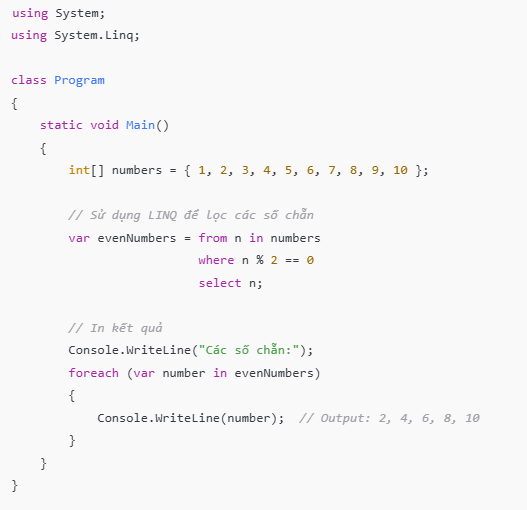 using System;
using System.Linq;

class Program
{
    static void Main()
    {
        int[] numbers = { 1, 2, 3, 4, 5, 6, 7, 8, 9, 10 };

        // Sử dụng LINQ để lọc các số chẵn
        var evenNumbers = from n in numbers
                          where n % 2 == 0
                          select n;

        // In kết quả
        Console.WriteLine("Các số chẵn:");
        foreach (var number in evenNumbers)
        {
            Console.WriteLine(number);  // Output: 2, 4, 6, 8, 10
        }
    }
}